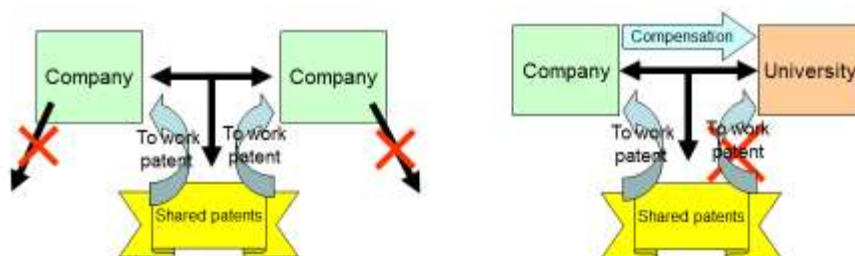 Company
Company
To work
patent
To work
patent
Shared patents
Compensation
Company
University
To work
patent
To work
patent
Shared patents